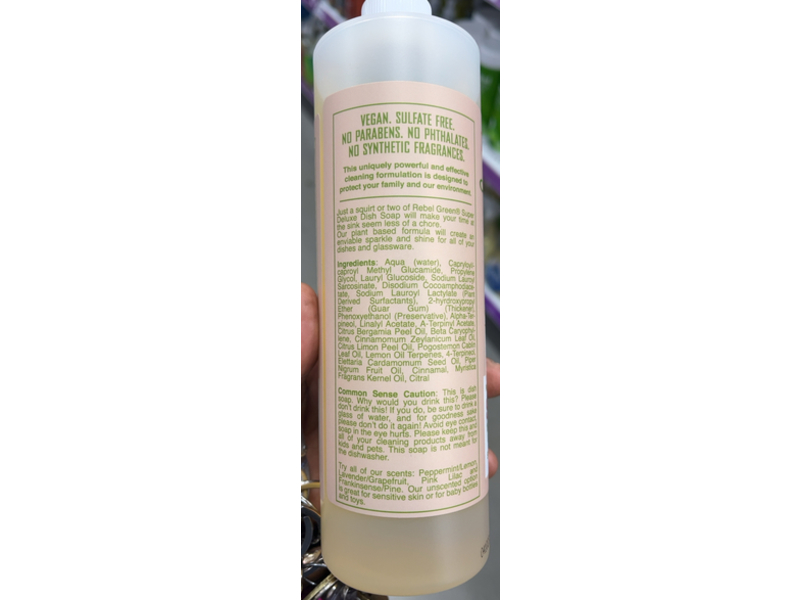 VEGAN. SULFATE FREE.
NO PARABENS. NO PHTHALATES.
NO SYNTHETIC FRAGRANCES.
This uniquely powerful and effective
cleaning formulation is designed to
protect your family and our environment.
Just a squirt or two of Rebel Green® Super
Deluxe Dish Soap will make your time at
the sink seem less of a chore.
Our plant based formula will create an
enviable sparkle and shine for all of your
dishes and glassware.
Ingredients: Aqua (water), Capryloyl-
caproyl Methyl Glucamide, Propylene
Glycol, Lauryl Glucoside, Sodium Lauroyl
Sarcosinate, Disodium Cocoamphodiace-
tate, Sodium Lauroyl Lactylate (Plant
Derived Surfactants), 2-hydroxypropyl
Ether (Guar Gum) (Thickener),
Phenoxyethanol (Preservative), Alpha-Ter-
pineol, Linalyl Acetate, A-Terpinyl Acetate,
Citrus Bergamia Peel Oil, Beta Caryophy-
llene, Cinnamomum Zeylanicum Leaf Oil,
Citrus Limon Peel Oil, Pogostemon Cablin
Leaf Oil, Lemon Oil Terpenes, 4-Terpineol,
Elettaria Cardamomum Seed Oil, Piper
Nigrum Fruit Oil, Cinnamal, Myristica
Fragrans Kernel Oil, Citral
Common Sense Caution: This is dish
soap. Why would you drink this? Please
don't drink this! If you do, be sure to drink a
glass of water, and for goodness sakes
please don't do it again! Avoid eye contact,
soap in the eye hurts. Please keep this and
all of your cleaning products away from
kids and pets. This soap is not meant for
the dishwasher.
Try all of our scents: Peppermint/Lemon,
Lavender/Grapefruit, Pink Lilac and
Frankinsense/Pine. Our unscented option
is great for sensitive skin or for baby bottles
and toys.